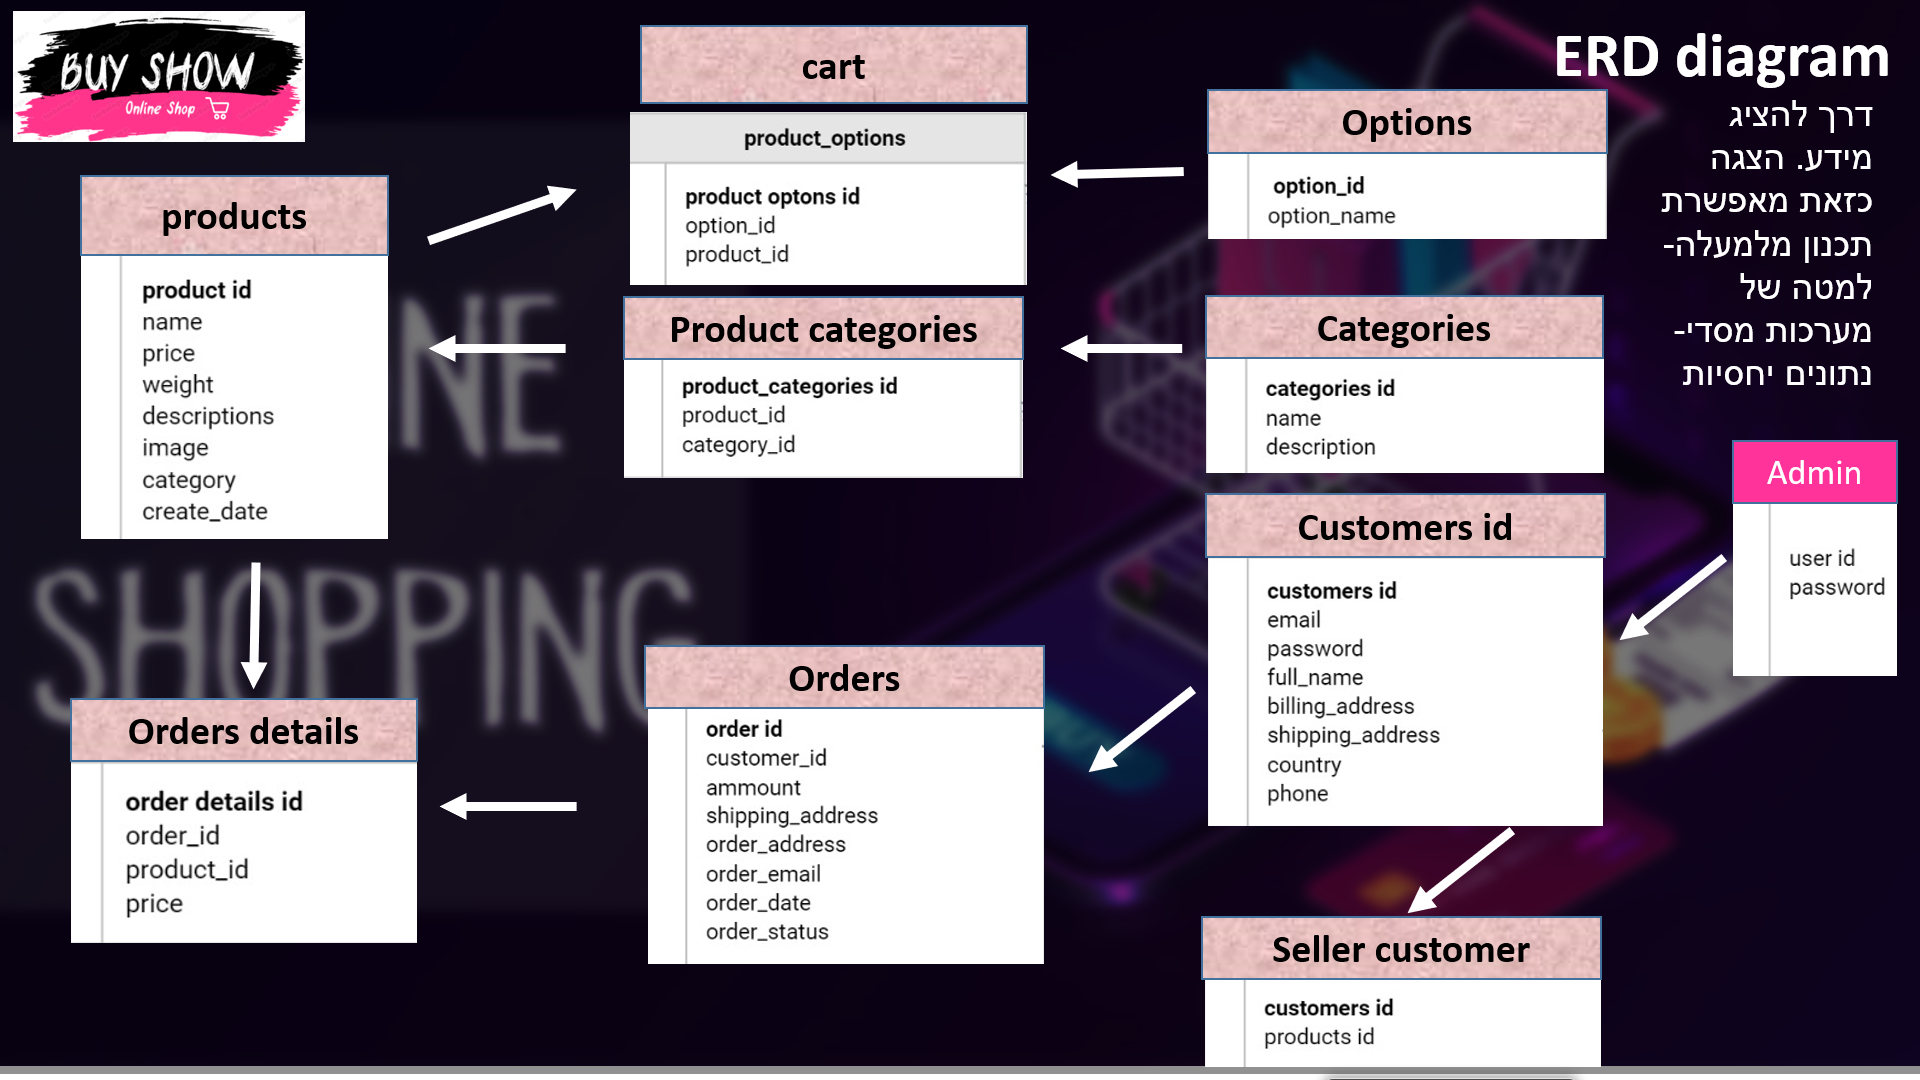 BUY SHOW
Online Shop
ERD diagram
דרך להציג
מידע. הצגה
כזאת מאפשרת
תכנון מלמעלה-
למטה של
מערכות מסדי-
נתונים יחסיות
cart
product_options
product optons id
option_id
product_id
Options
option_id
option_name
products
product id
name
price
weight
descriptions
image
category
create_date
Product categories
product_categories id
product_id
category_id
Categories
categories id
name
description
Admin
user id
password
Customers id
customers id
email
password
full_name
billing_address
shipping_address
country
phone
Orders details
order details id
order_id
product_id
price
Orders
order id
customer_id
ammount
shipping_address
order_address
order_email
order_date
order_status
Seller customer
customers id
products id
NE
SHOPPING